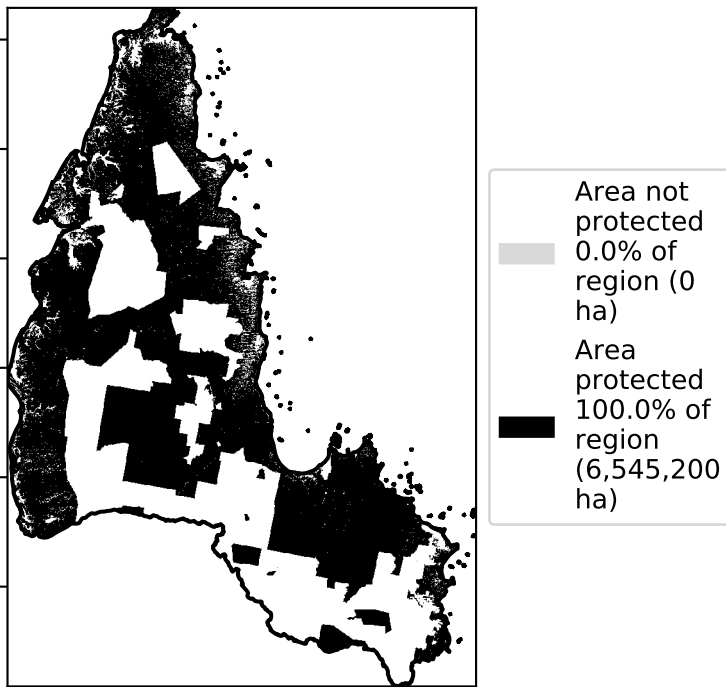 Area not
protected
0.0% of
region (0
ha)
Area
protected
100.0% of
region
(6,545,200
ha)